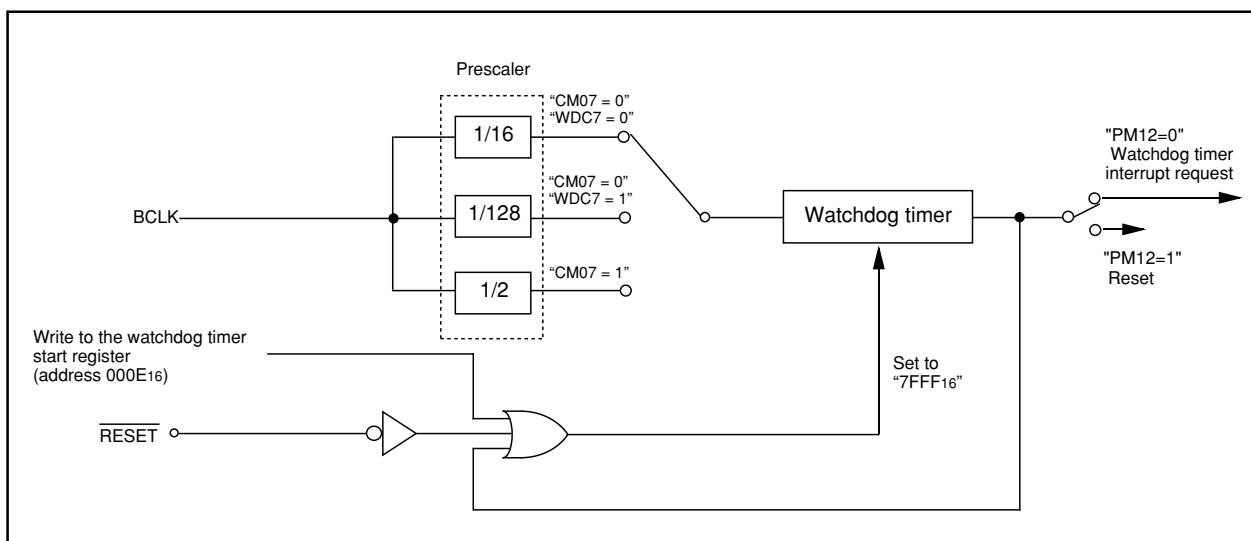 Prescaler
“CM07 = 0”
“WDC7 = 0”
1/16
"PM12=0"
Watchdog timer
interrupt request
“CM07 = 0”
“WDC7 = 1”
BCLK
1/128
Watchdog timer
“CM07 = 1”
1/2
"PM12=1"
Reset
Write to the watchdog timer
start register
(address 000E16)
Set to
“7FFF16”
RESET